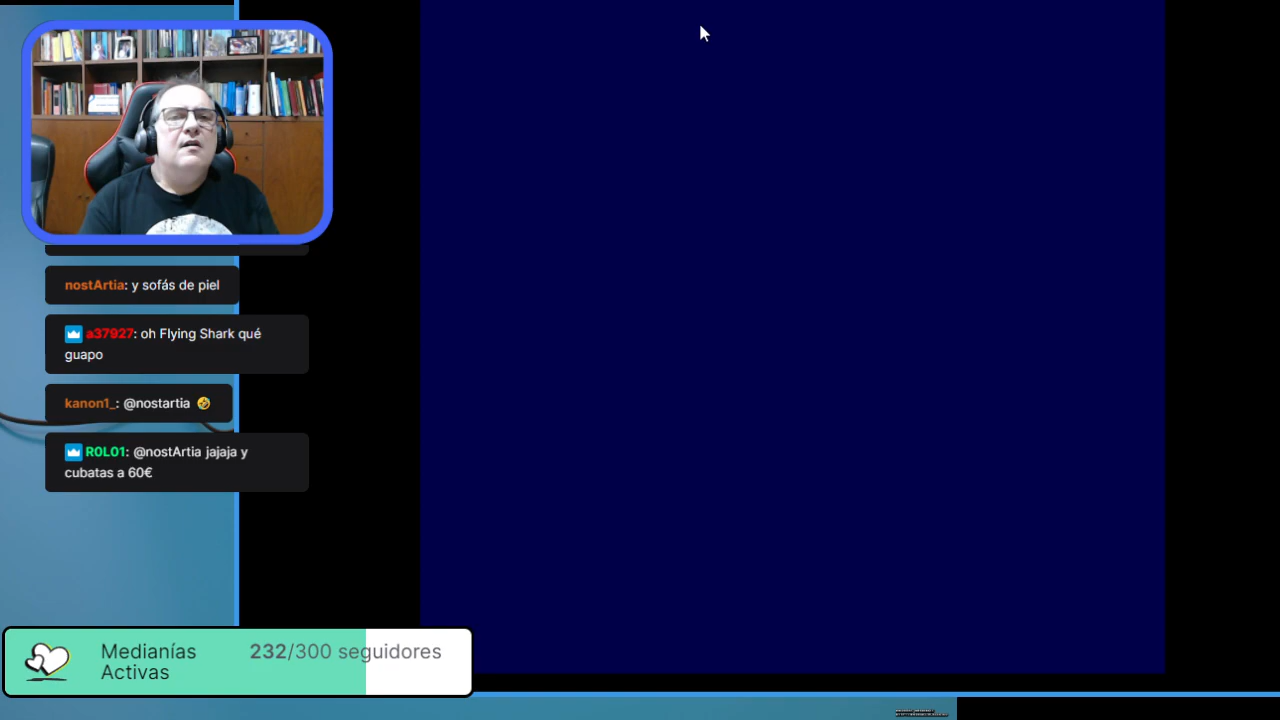 nostArtia: y sofás de piel
a37927: oh Flying Shark qué
guapo
kanon1_: @nostartia 🤣
R0L01: @nostArtia jajaja y
cubatas a 60€
Medianías
Activas
232/300 seguidores